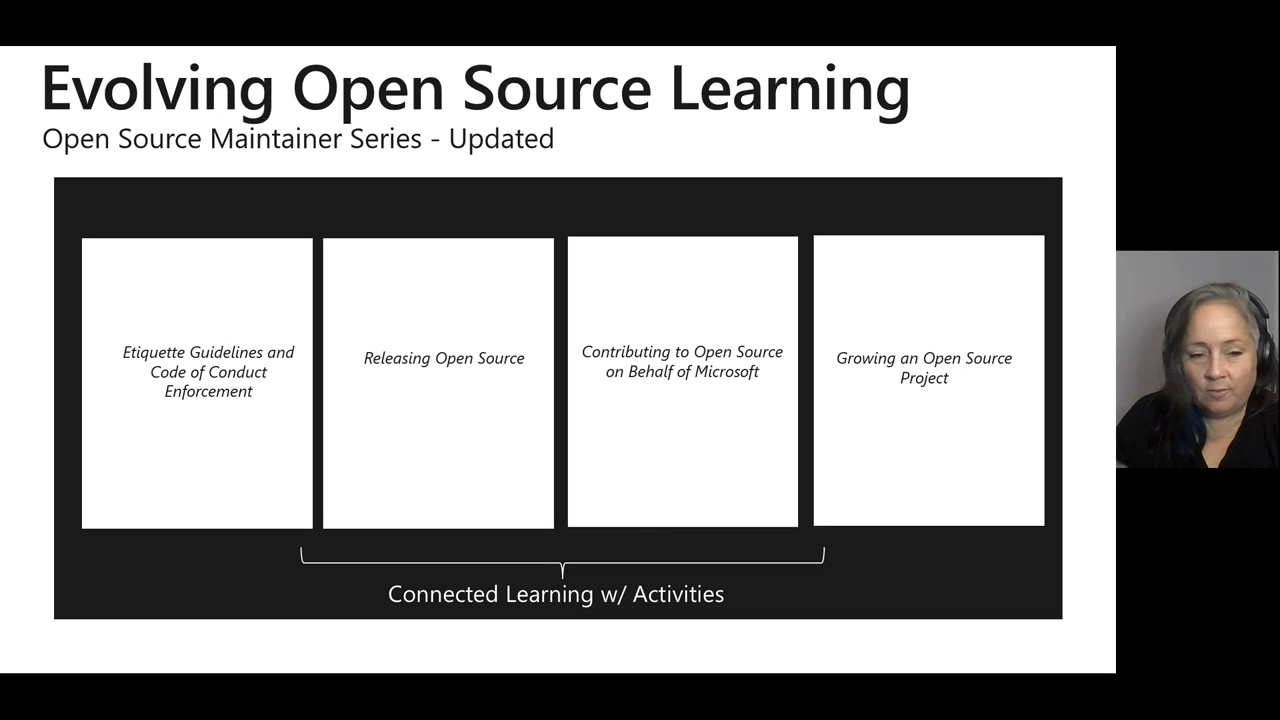 Evolving Open Source Learning
Open Source Maintainer Series - Updated
Etiquette Guidelines and
Code of Conduct
Enforcement
Releasing Open Source
Contributing to Open Source
on Behalf of Microsoft
Growing an Open Source
Project
Connected Learning w/ Activities